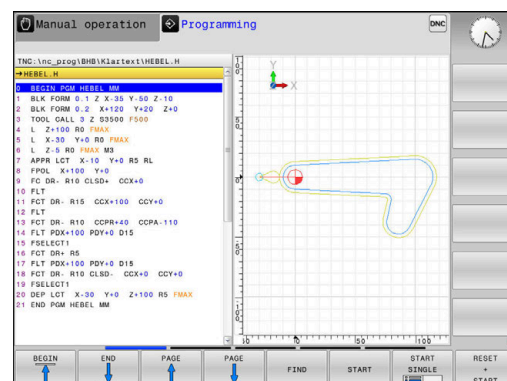 Manual operation
Programming
DNC
TNC:\nc_prog\BHB\Klartext\HEBEL.H
→HEBEL.H
0 BEGIN PGM HEBEL MM
1 BLK FORM 0.1 Z X-35 Y-50 Z-10
2 BLK FORM 0.2 X+120 Y+20 Z+0
3 TOOL CALL 3 Z S3500 F500
4 L Z+100 R0 FMAX
5 L X-30 Y+0 R0 FMAX
6 L Z-5 R0 FMAX M3
7 APPR LCT X-10 Y+0 R5 RL
8 FPOL X+100 Y+0
9 FC DR- R10 CLSD+ CCX+0
10 FLT
11 FCT DR- R15 CCX+100 CCY+0
12 FLT
13 FCT DR- R10 CCPR+40 CCPA-110
14 FLT PDX+100 PDY+0 D15
15 FSELECT1
16 FCT DR+ R5
17 FLT PDX+100 PDY+0 D15
18 FCT DR- R10 CLSD- CCX+0 CCY+0
19 FSELECT1
20 DEP LCT X-30 Y+0 Z+100 R5 FMAX
21 END PGM HEBEL MM
Y
X
0
50
100
BEGIN
END
PAGE
PAGE
FIND
START
START SINGLE
RESET + START